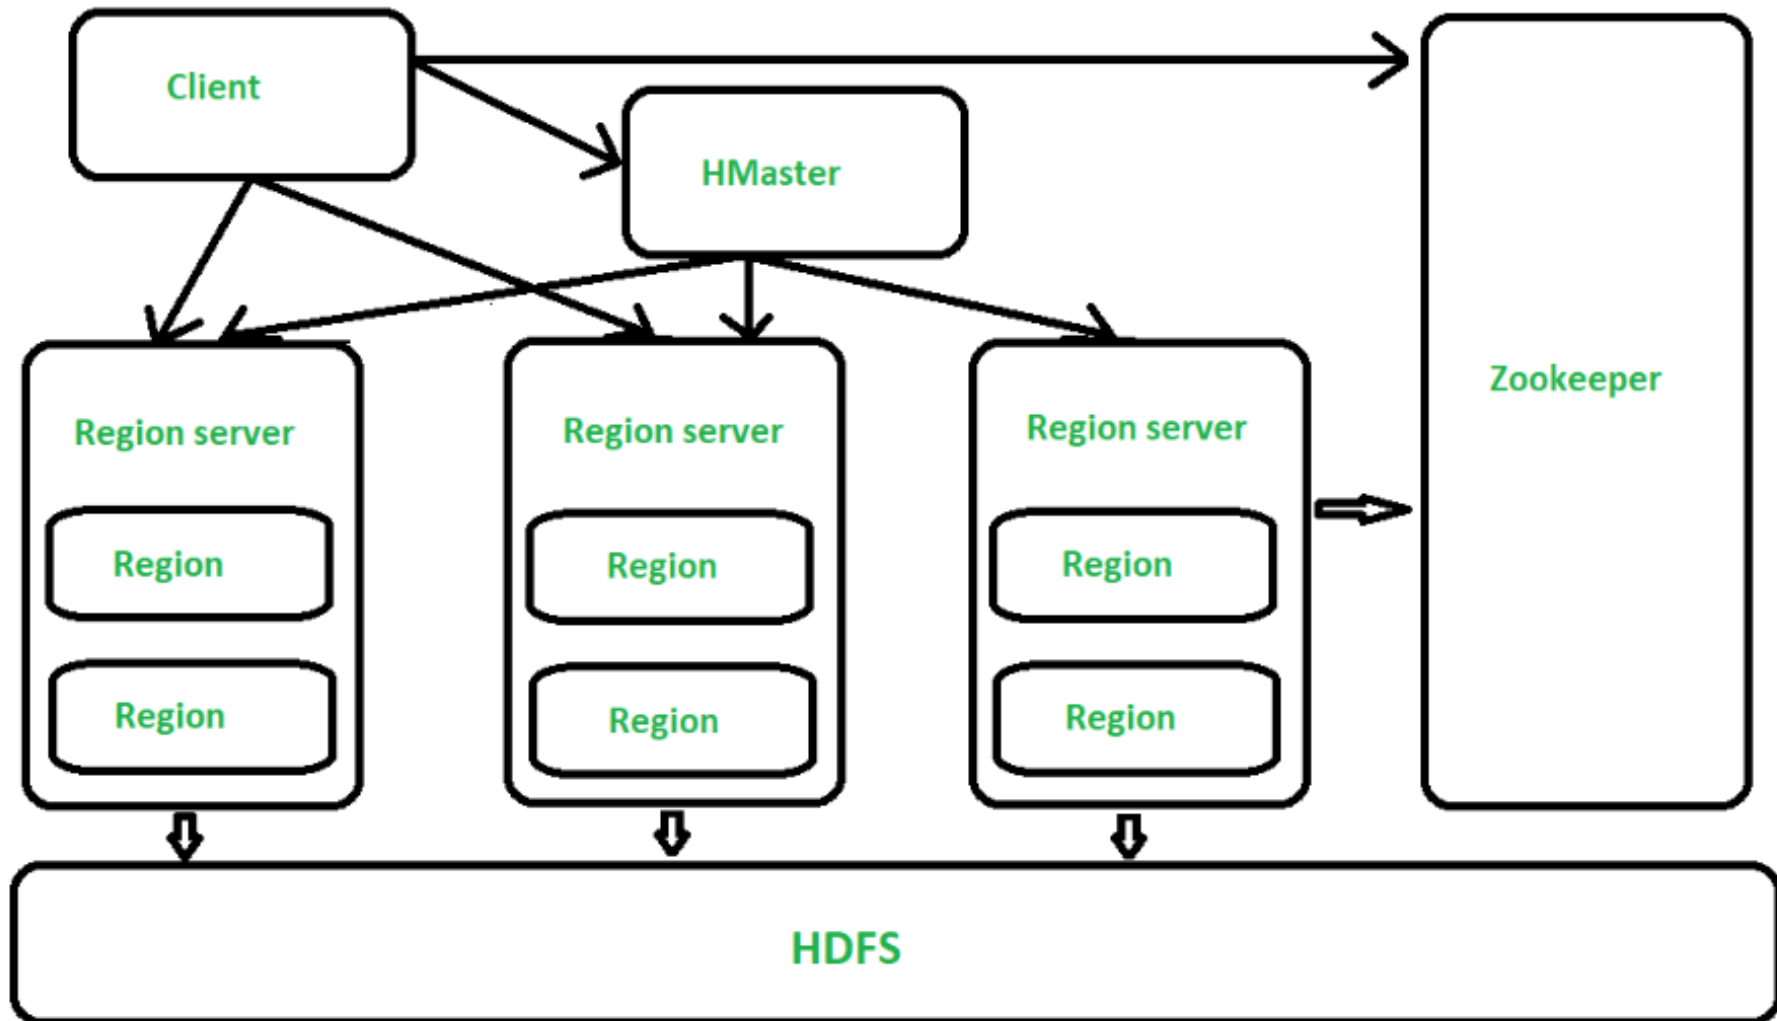 Client
HMaster
Zookeeper
Region server
Region server
Region server
Region
Region
Region
Region
Region
Region
HDFS